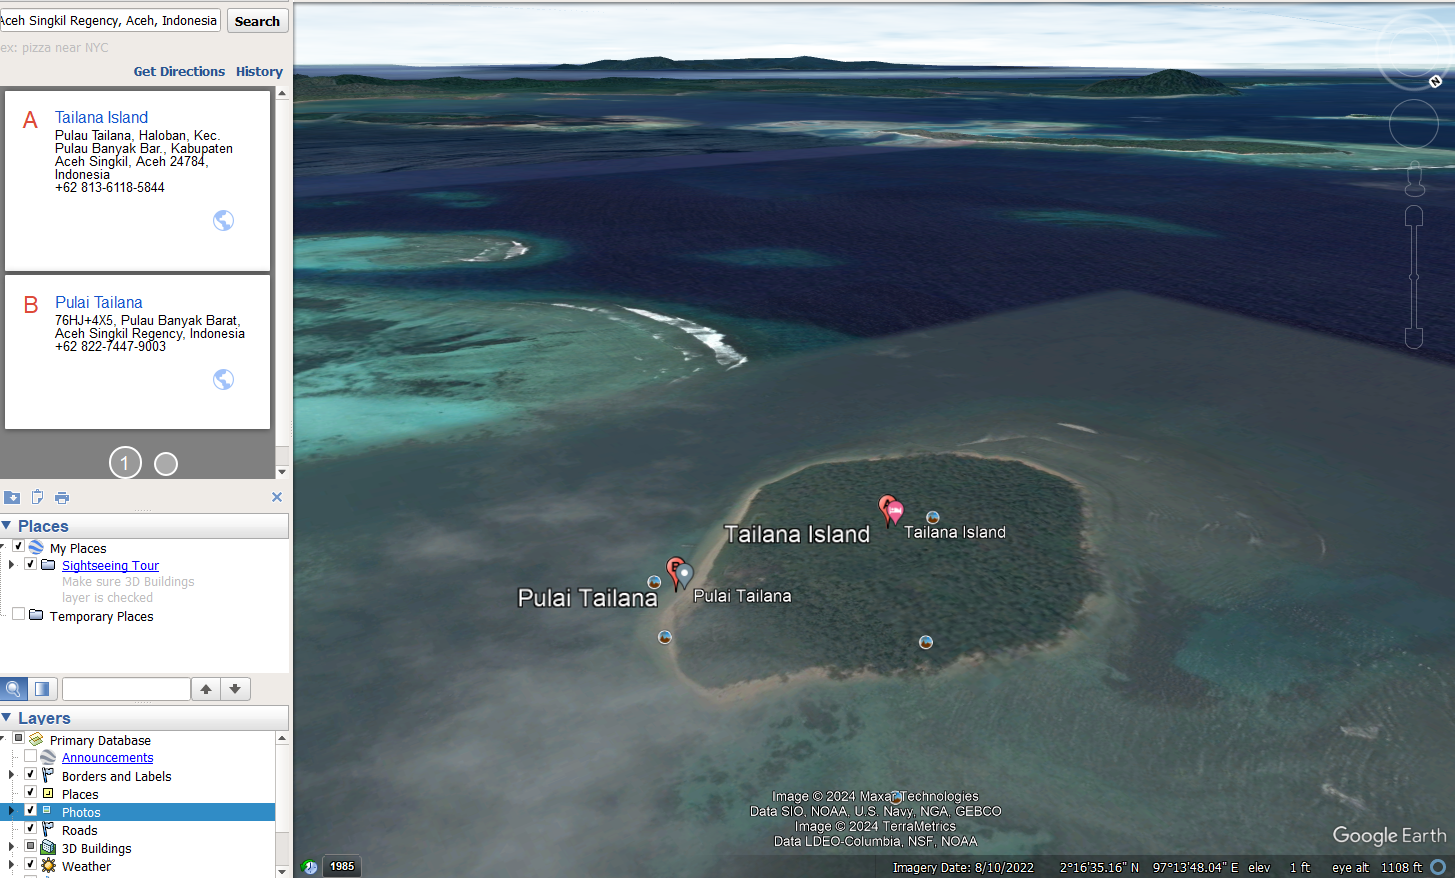 Aceh Singkil Regency, Aceh, Indonesia
Search
ex: pizza near NYC
Get Directions History
A Tailana Island
Pulau Tailana, Haloban, Kec.
Pulau Banyak Bar., Kabupaten
Aceh Singkil, Aceh 24784,
Indonesia
+62 813-6118-5844
B Pulai Tailana
76HJ+4X5, Pulau Banyak Barat,
Aceh Singkil Regency, Indonesia
+62 822-7447-9003
1
Places
My Places
Sightseeing Tour
Make sure 3D Buildings
layer is checked
Temporary Places
Layers
Primary Database
Announcements
Borders and Labels
Places
Photos
Roads
3D Buildings
Weather
N
A
Tailana Island
Tailana Island
B
Pulai Tailana
Pulai Tailana
Image © 2024 Maxar Technologies
Data SIO, NOAA, U.S. Navy, NGA, GEBCO
Image © 2024 TerraMetrics
Data LDEO-Columbia, NSF, NOAA
Google Earth
1985
Imagery Date: 8/10/2022 2°16'35.16" N 97°13'48.04" E elev 1 ft eye alt 1108 ft